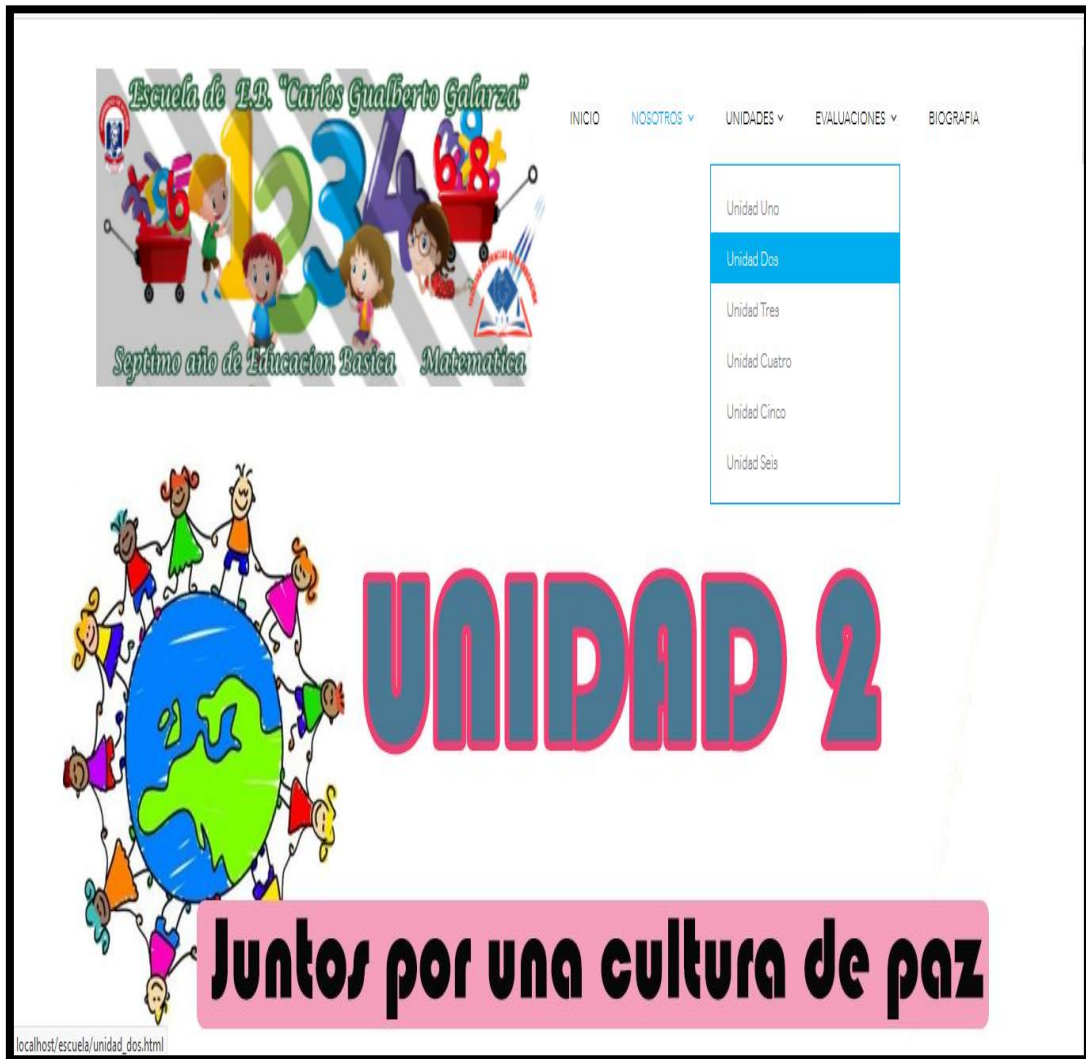 Escuela de E.B. "Carlos Gualberto Galarza"
1234
Septimo año de Educacion Basica Matematica
INICIO NOSOTROS UNIDADES EVALUACIONES BIOGRAFIA
Unidad Uno
Unidad Dos
Unidad Tres
Unidad Cuatro
Unidad Cinco
Unidad Seis
UNIDAD 2
Juntos por una cultura de paz
localhost/escuela/unidad_dos.html